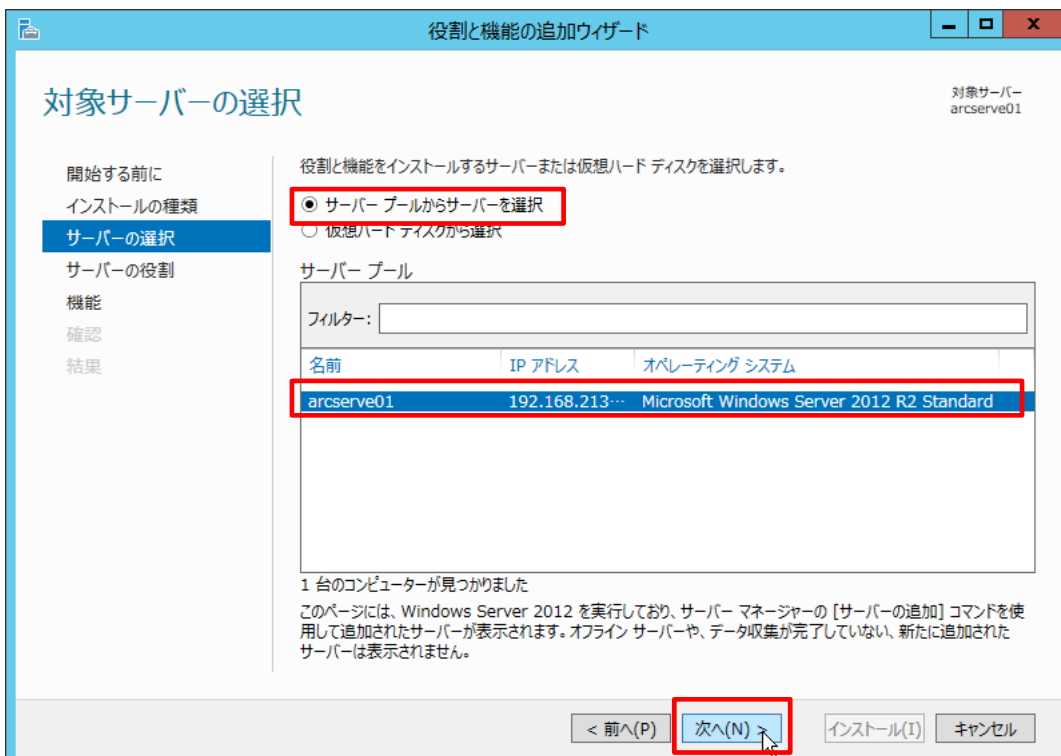 役割と機能の追加ウィザード
対象サーバーの選択
対象サーバー
arcserve01
開始する前に
インストールの種類
サーバーの選択
サーバーの役割
機能
確認
結果
役割と機能をインストールするサーバーまたは仮想ハード ディスクを選択します。
サーバー プールからサーバーを選択
仮想ハード ディスクから選択
サーバー プール
フィルター:
名前 IP アドレス オペレーティング システム
arcserve01 192.168.213… Microsoft Windows Server 2012 R2 Standard
1 台のコンピューターが見つかりました
このページには、Windows Server 2012 を実行しており、サーバー マネージャーの [サーバーの追加] コマンドを使
用して追加されたサーバーが表示されます。オフライン サーバーや、データ収集が完了していない、新たに追加された
サーバーは表示されません。
< 前へ(P) 次へ(N) > インストール(I) キャンセル